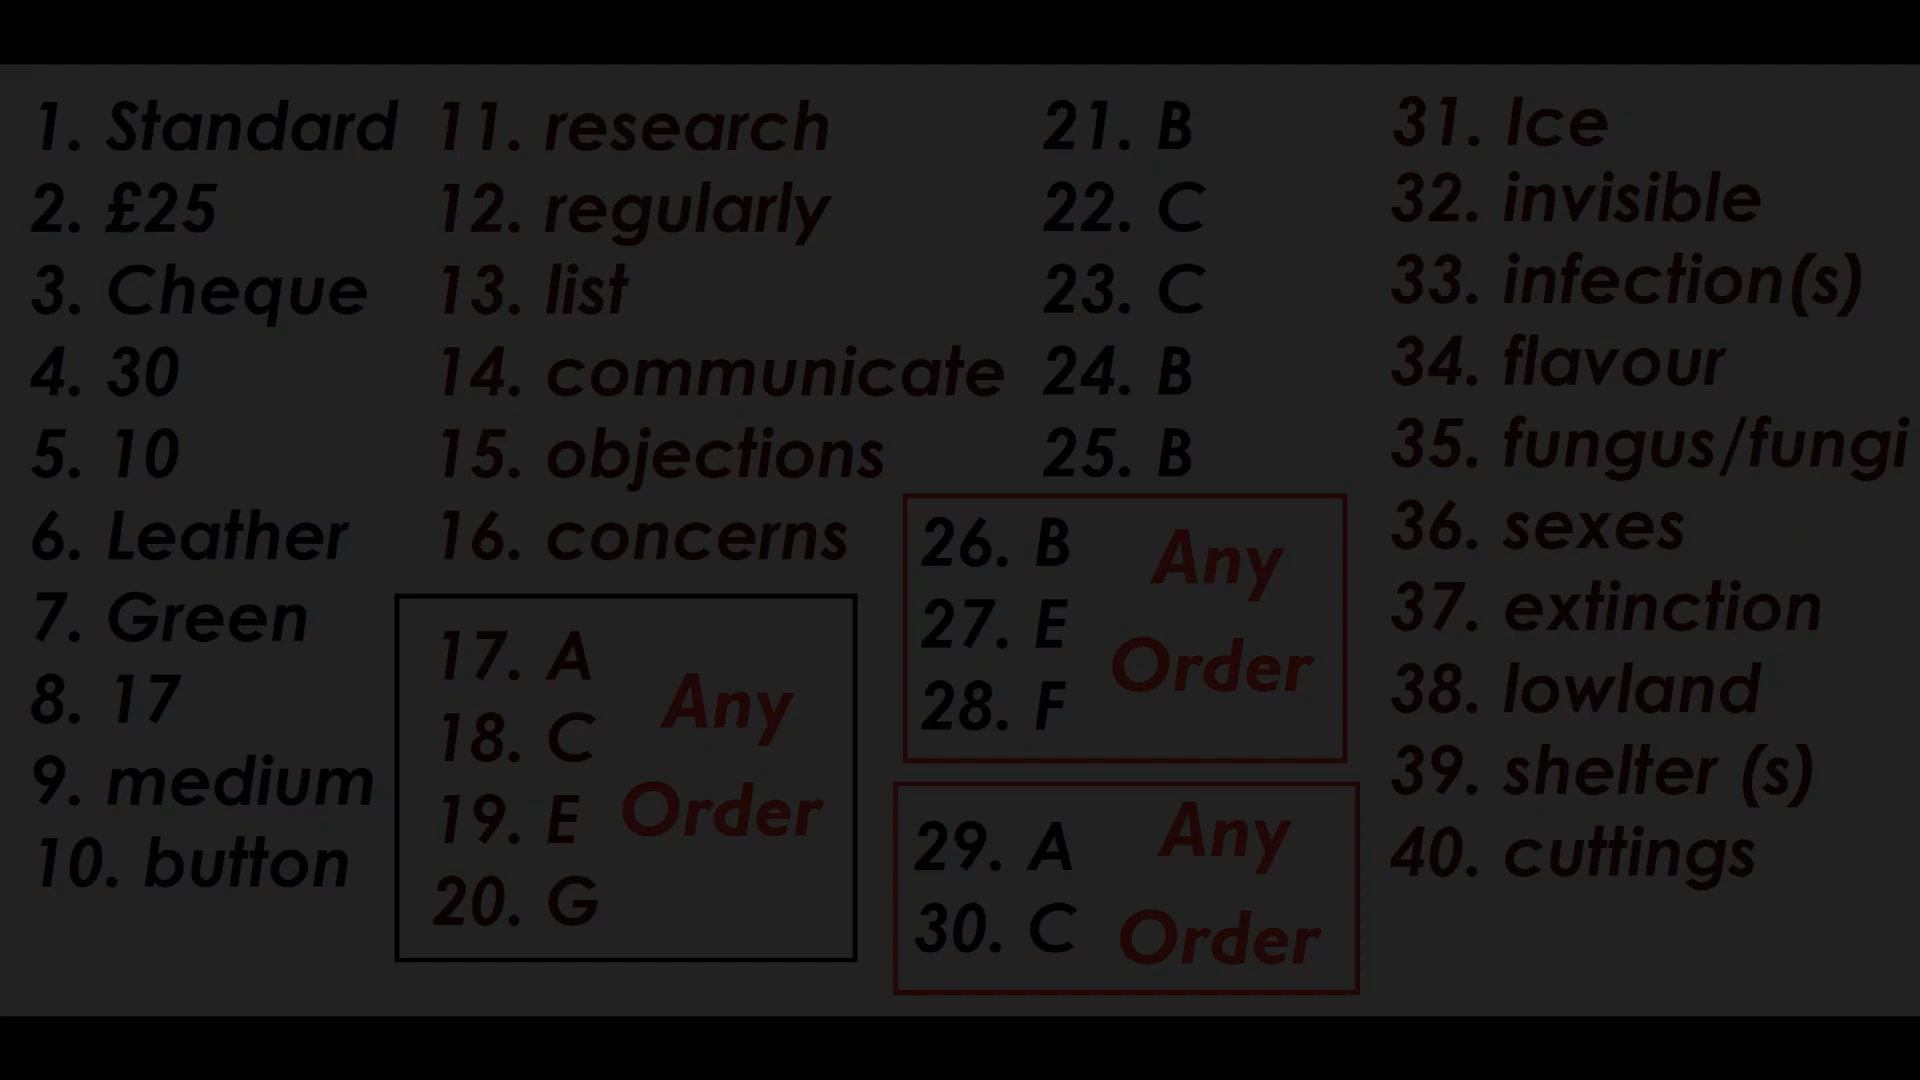 1. Standard
2. £25
3. Cheque
4. 30
5. 10
6. Leather
7. Green
8. 17
9. medium
10. button
11. research
12. regularly
13. list
14. communicate
15. objections
16. concerns
17. A
18. C
19. E
20. G
Any
Order
21. B
22. C
23. C
24. B
25. B
26. B
27. E
28. F
Any
Order
29. A
30. C
Any
Order
31. Ice
32. invisible
33. infection(s)
34. flavour
35. fungus/fungi
36. sexes
37. extinction
38. lowland
39. shelter (s)
40. cuttings